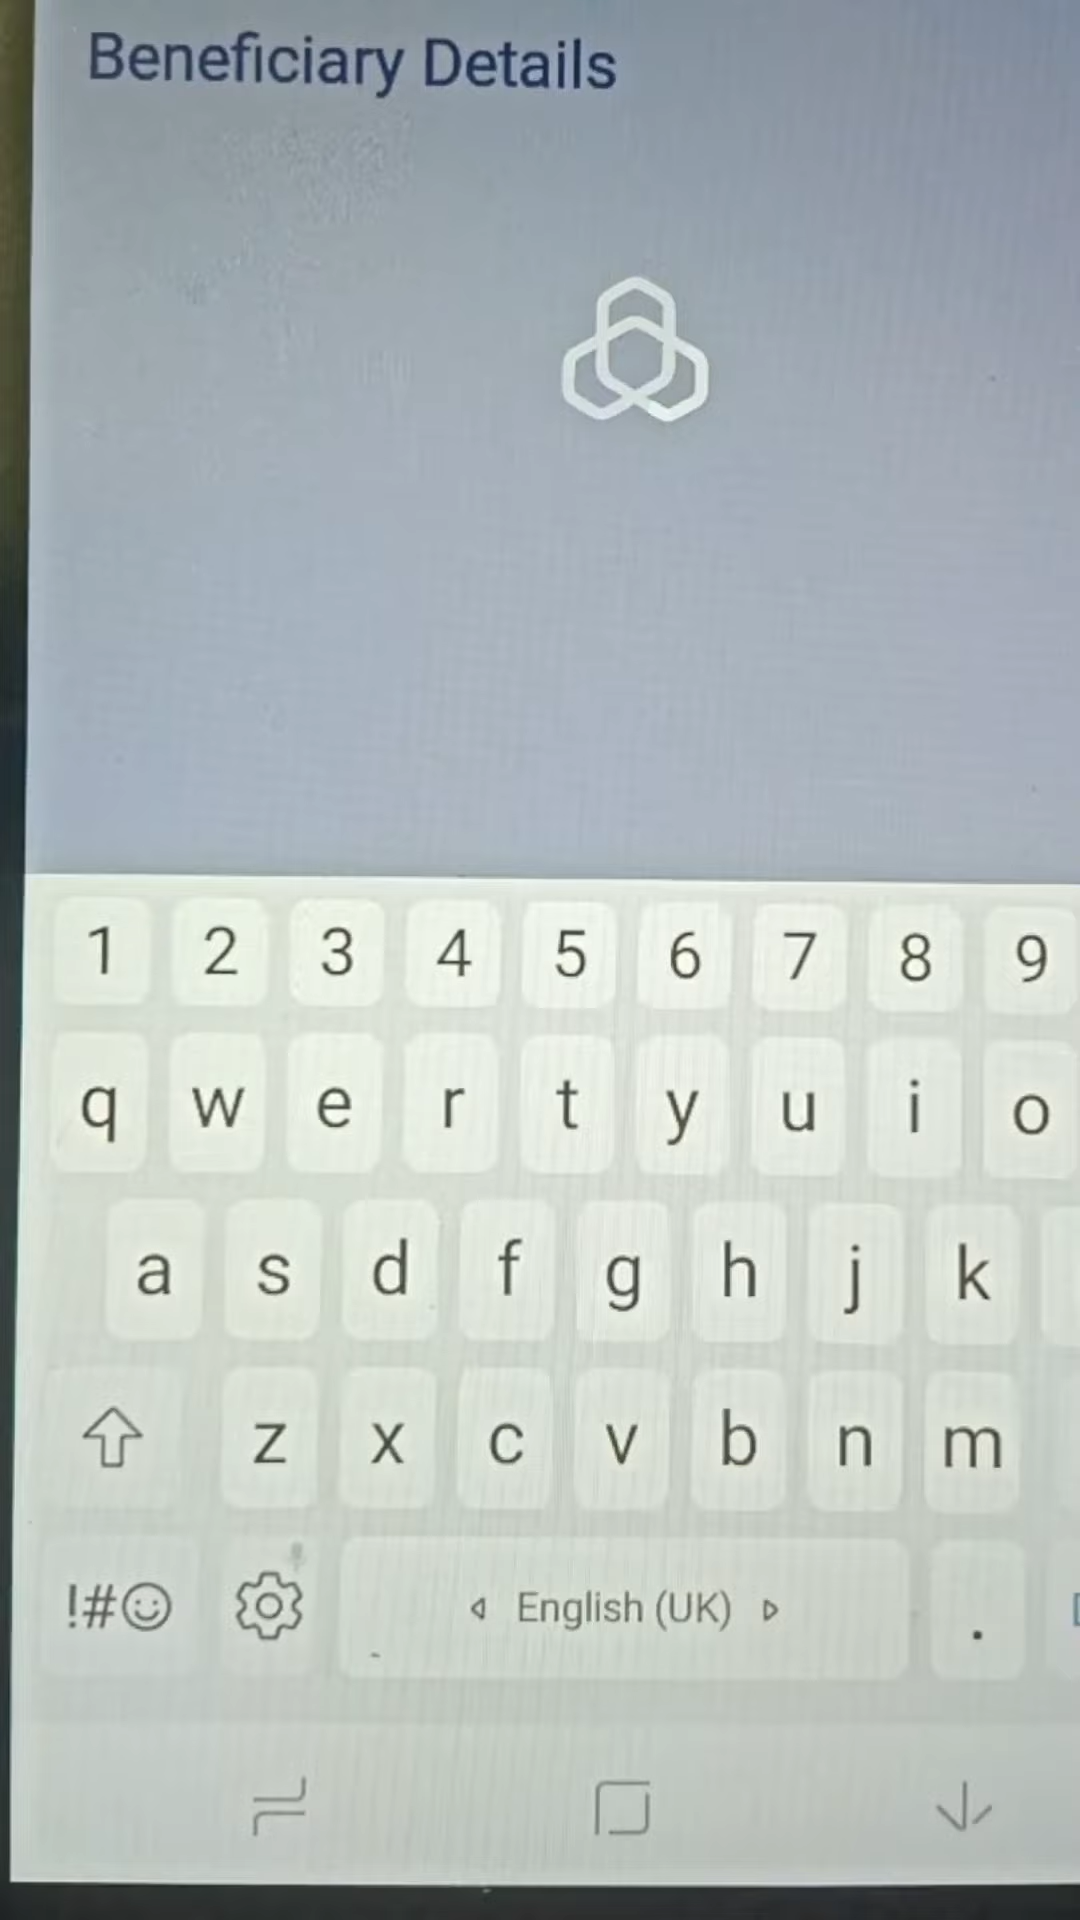 Beneficiary Details
1 2 3 4 5 6 7 8 9
q w e r t y u i o
a s d f g h j k
z x c v b n m
!#☺ English (UK) .